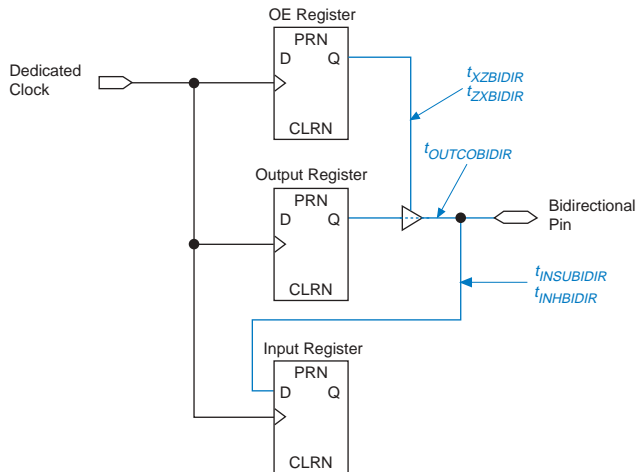 OE Register
PRN
D Q
CLRN
Dedicated
Clock
tXZBIDIR
tZXBIDIR
tOUTCOBIDIR
Output Register
PRN
D Q
CLRN
Bidirectional
Pin
tINSUBIDIR
tINHBIDIR
Input Register
PRN
D Q
CLRN